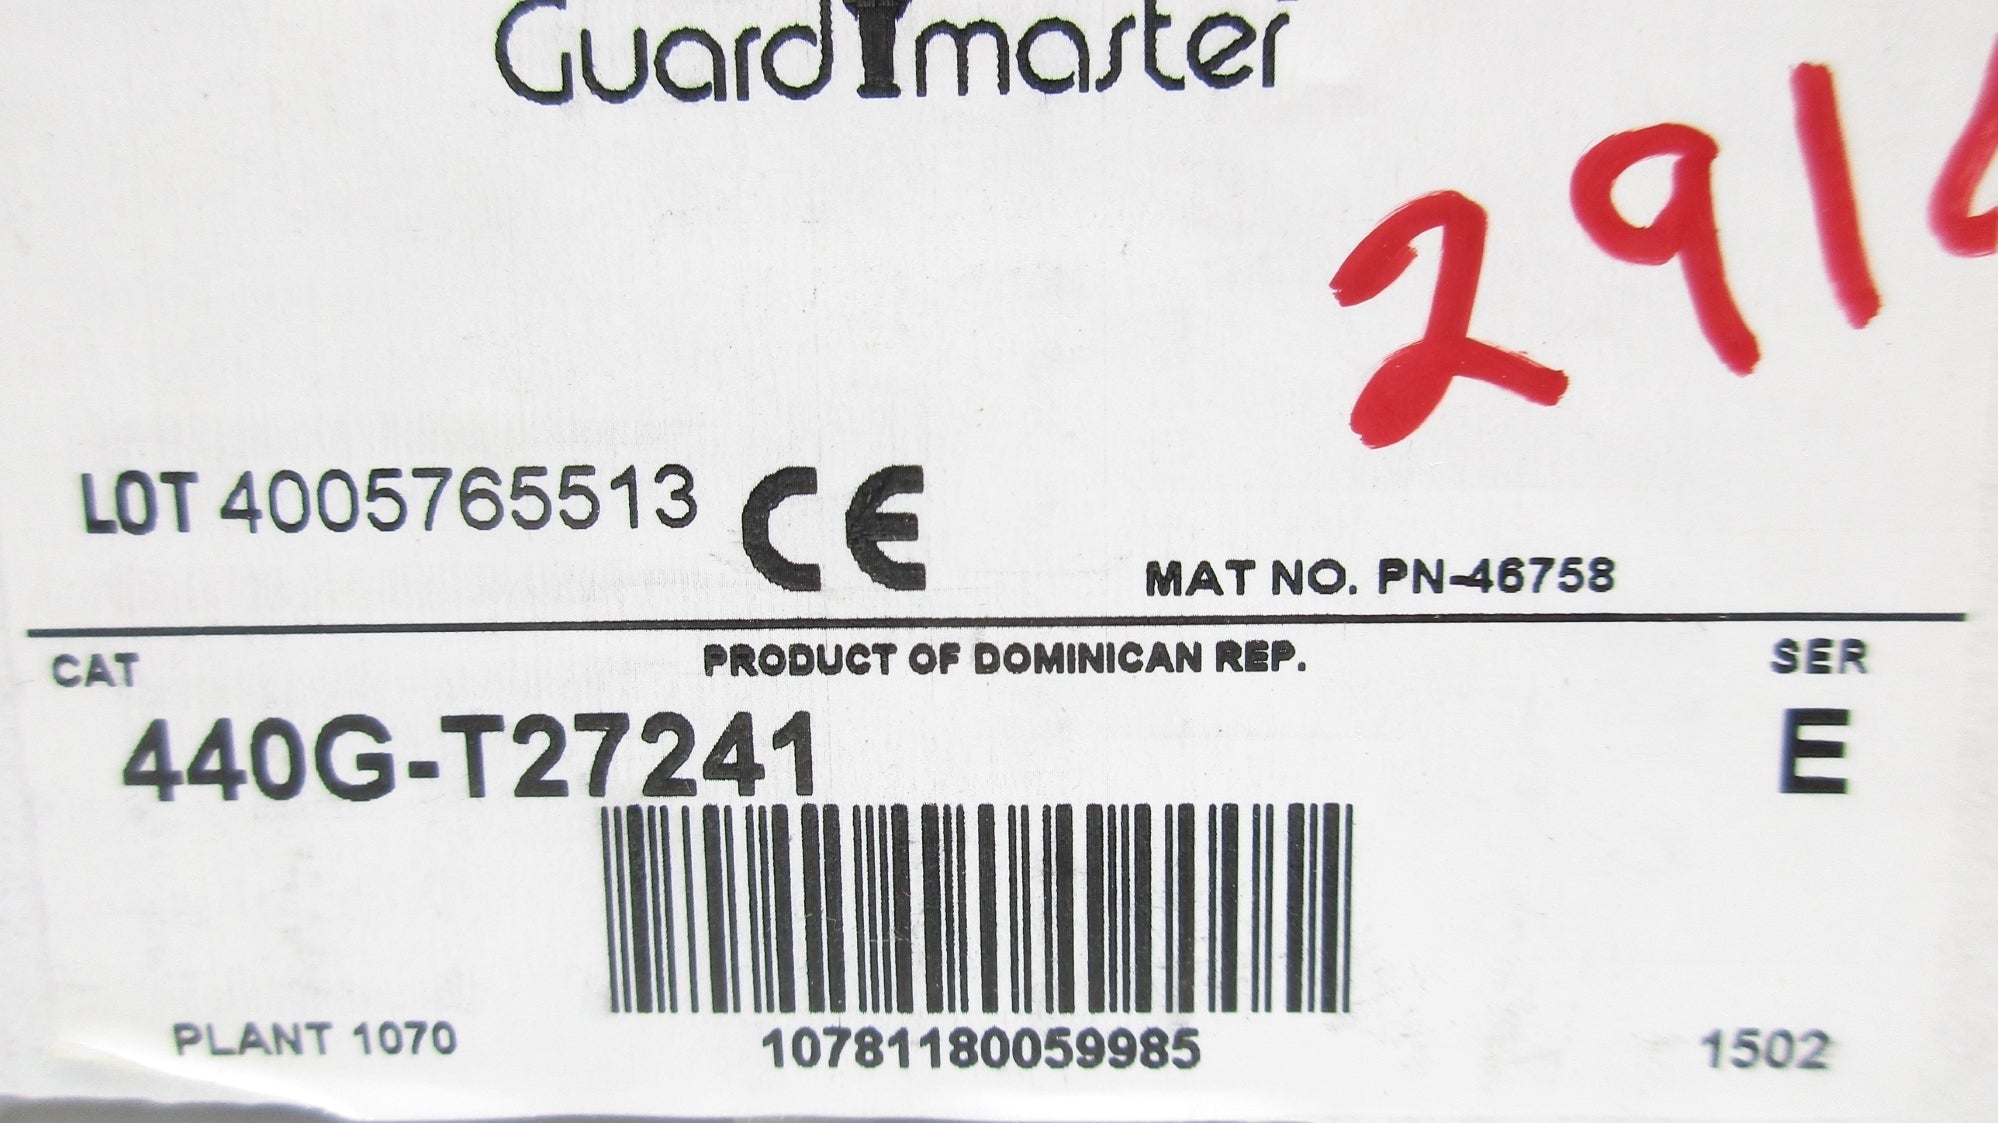 Guardmaster
291
LOT 4005765513 CE
MAT NO. PN-46758
CAT
PRODUCT OF DOMINICAN REP.
SER
440G-T27241
E
PLANT 1070
10781180059985
1502